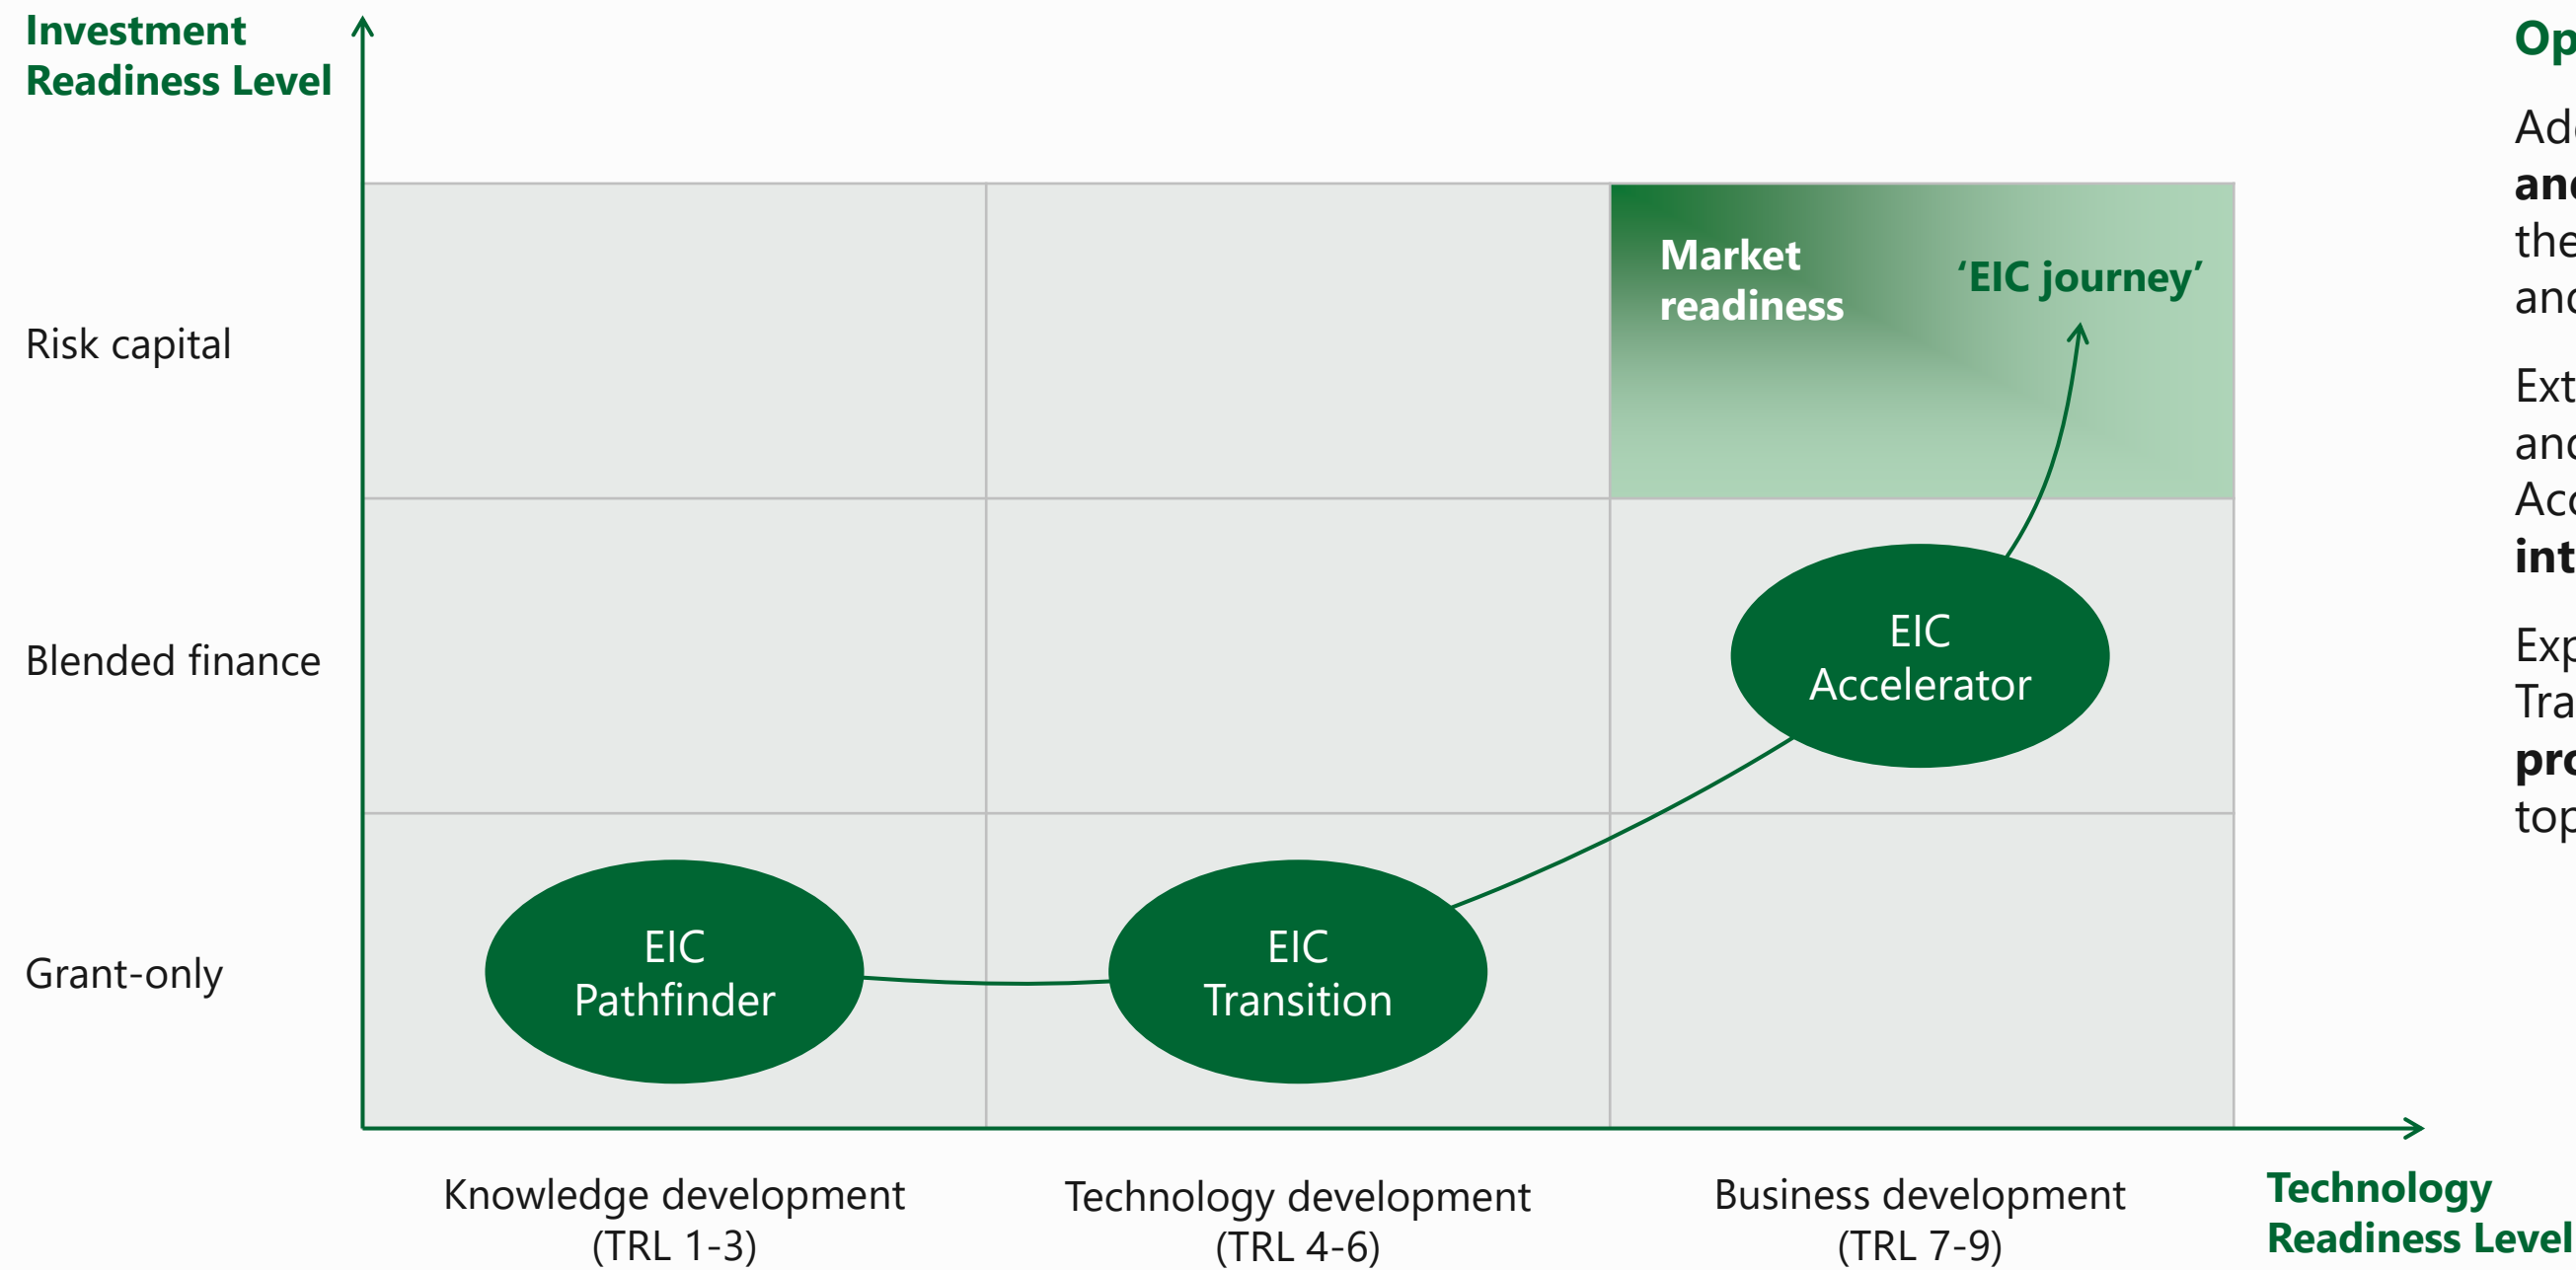 Investment
Readiness Level
Risk capital
Blended finance
Grant-only
Market
readiness
‘EIC journey’
EIC
Accelerator
EIC
Pathfinder
EIC
Transition
Knowledge development
(TRL 1-3)
Technology development
(TRL 4-6)
Business development
(TRL 7-9)
Technology
Readiness Level